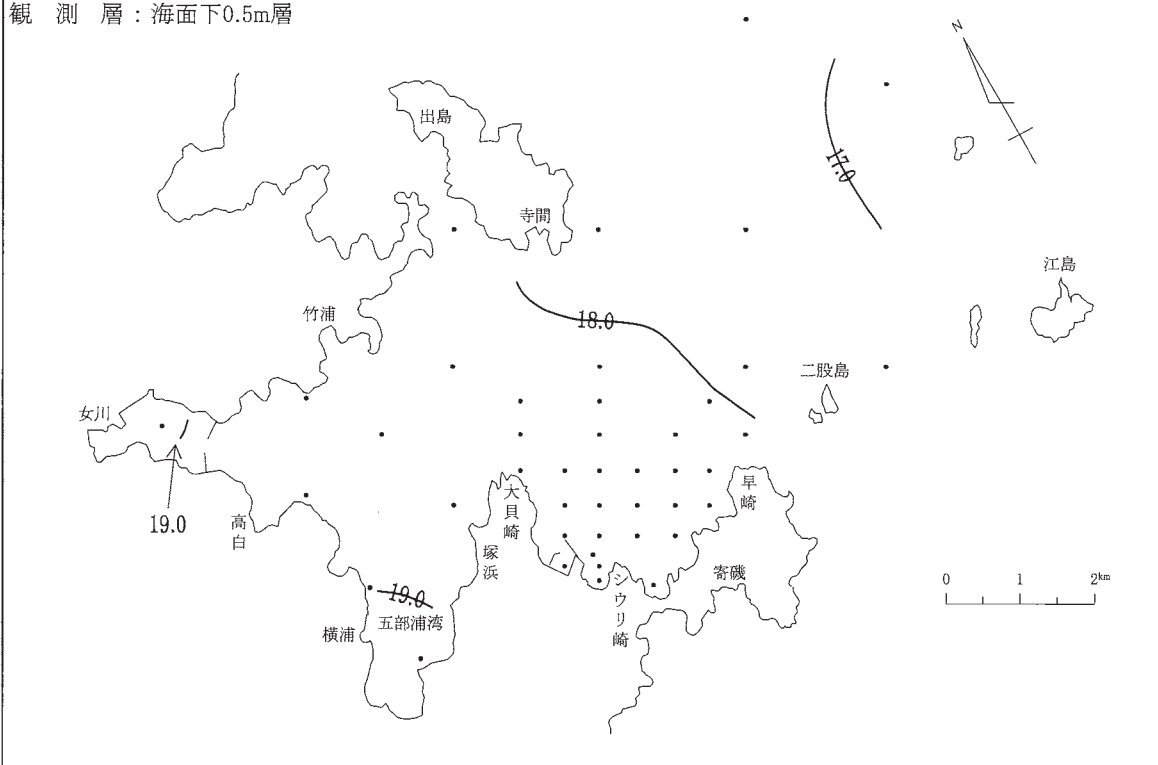 観測層：海面下0.5m層
N
出島
17.0
寺間
江島
竹浦
18.0
二股島
女川
早崎
大貝崎
19.0
高白
塚浜
寄磯
シウリ崎
0 1 2km
19.0
五部浦湾
横浦